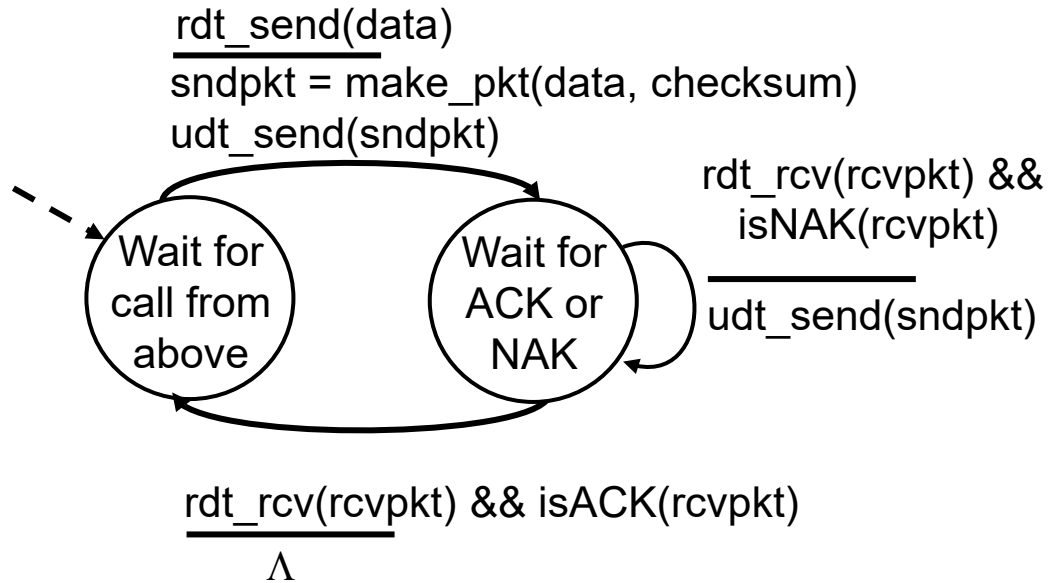 rdt_send(data)
sndpkt = make_pkt(data, checksum)
udt_send(sndpkt)
rdt_rcv(rcvpkt) &&
isNAK(rcvpkt)
udt_send(sndpkt)
Wait for
call from
above
Wait for
ACK or
NAK
rdt_rcv(rcvpkt) && isACK(rcvpkt)
Λ